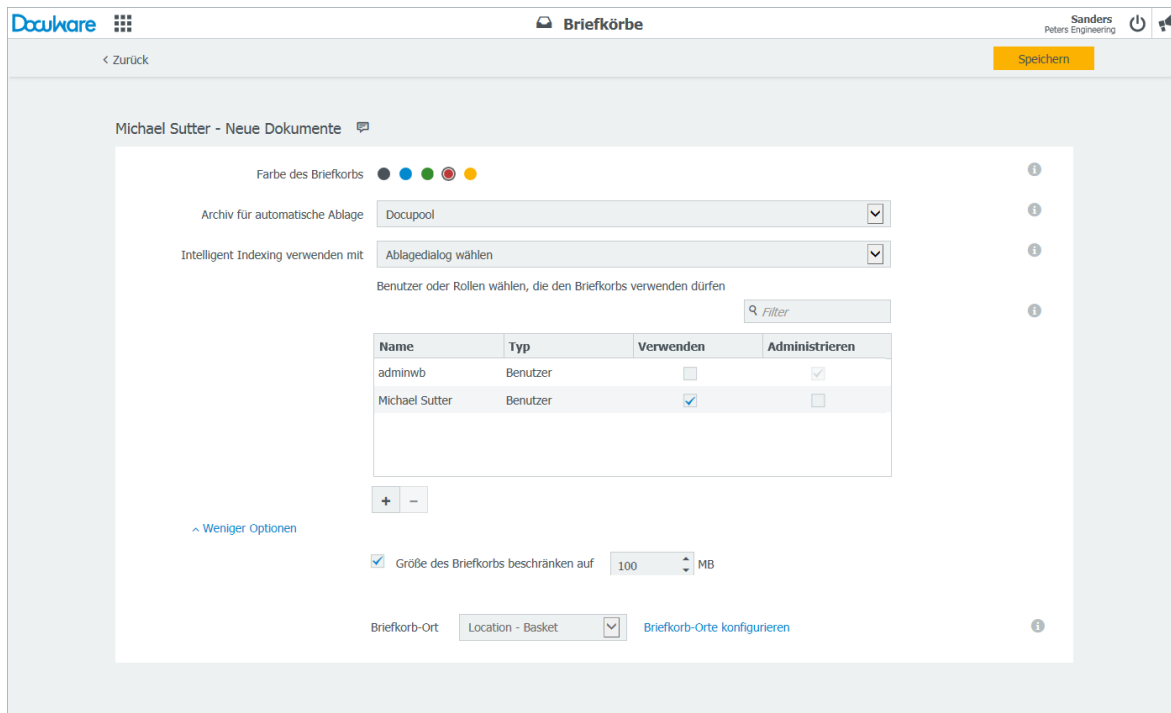 DocuWare
Briefkörbe
Sanders
Peters Engineering
< Zurück
Speichern
Michael Sutter - Neue Dokumente
Farbe des Briefkorbs
Archiv für automatische Ablage
Docupool
Intelligent Indexing verwenden mit
Ablagedialog wählen
Benutzer oder Rollen wählen, die den Briefkorbs verwenden dürfen
Filter
Name Typ Verwenden Administrieren
adminwb Benutzer
Michael Sutter Benutzer
+ −
Weniger Optionen
Größe des Briefkorbs beschränken auf 100 MB
Briefkorb-Ort Location - Basket Briefkorb-Orte konfigurieren